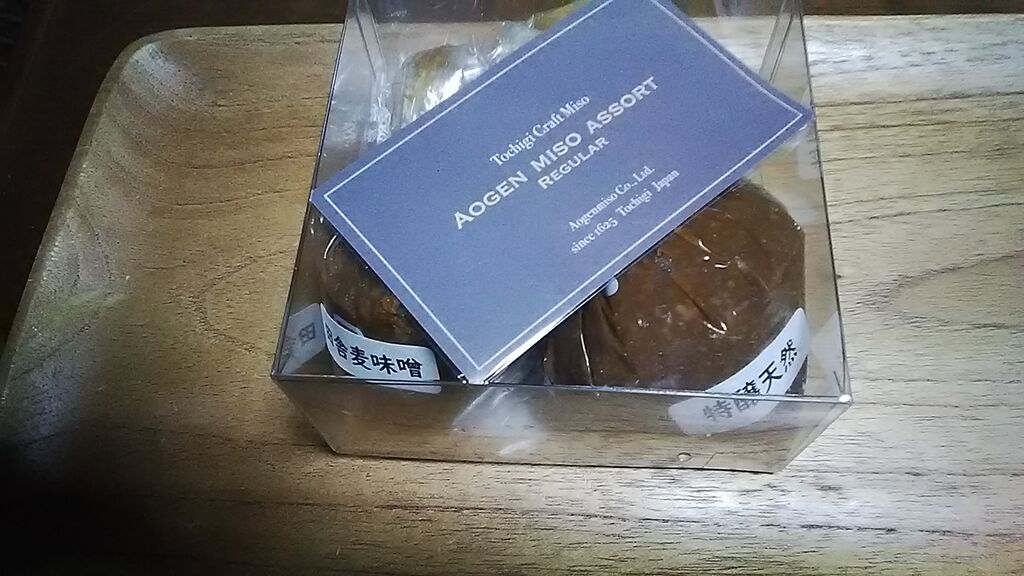 Tochigi Craft Miso
AOGEN MISO ASSORT
REGULAR
Aogenmiso Co., Ltd.
since 1625 Tochigi Japan
田舎麦味噌
特醸天然